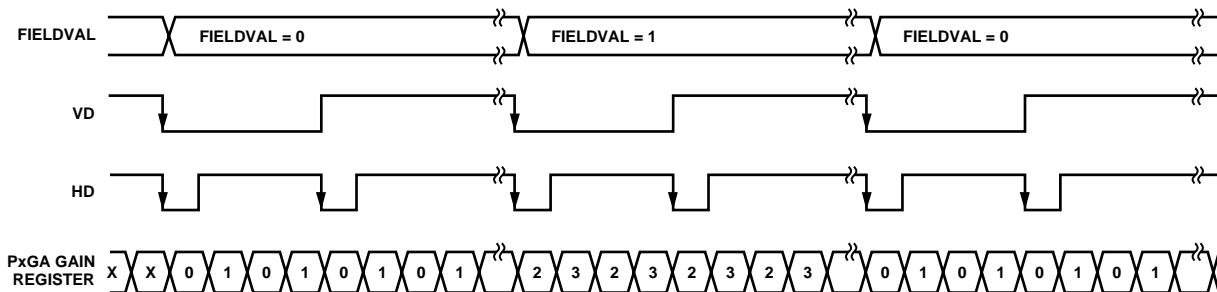 FIELDVAL FIELDVAL = 0 FIELDVAL = 1 FIELDVAL = 0
VD
HD
PxGA GAIN
REGISTER
X X 0 1 0 1 0 1 0 1 2 3 2 3 2 3 2 3 0 1 0 1 0 1 0 1